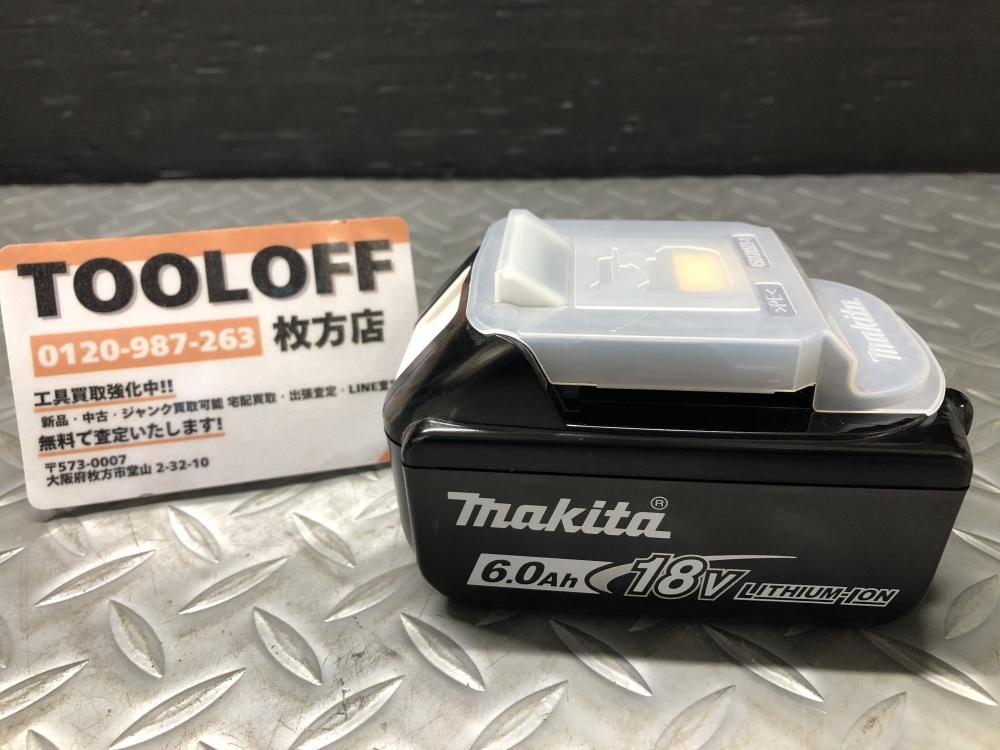 TOOLOFF
0120-987-263 枚方店
工具買取強化中!!
新品・中古・ジャンク買取可能 宅配買取・出張査定・LINE査
無料で査定いたします!
〒573-0007
大阪府枚方市堂山 2-32-10
>PE<
makita
makita®
6.0Ah 18V LITHIUM-ION